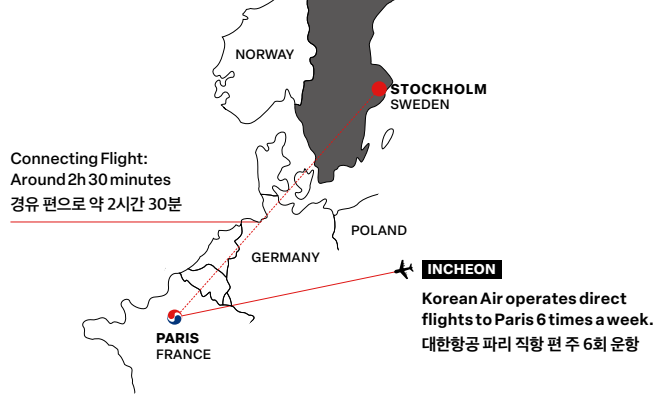 NORWAY
STOCKHOLM
SWEDEN
Connecting Flight:
Around 2h 30 minutes
경유 편으로 약 2시간 30분
POLAND
GERMANY
INCHEON
Korean Air operates direct
flights to Paris 6 times a week.
대한항공 파리 직항 편 주 6회 운항
PARIS
FRANCE